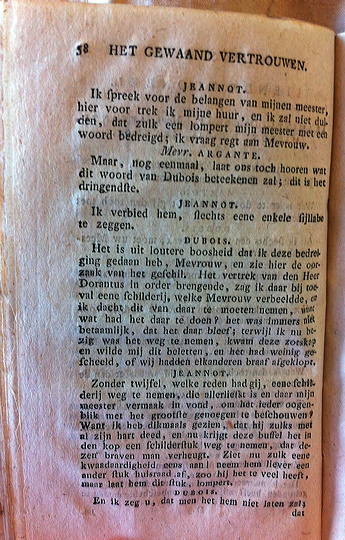 58 HET GEWAAND VERTROUWEN.
JEANNOT.
Ik ſpreek voor de belangen van mijnen meeſter,
hier voor trek ik mijne huur, en ik zal niet dul-
den, dat zulk een lompert mijn meeſter met een
woord bedreigd; ik vraag regt aan Mevrouw.
Mevr. ARGANTE.
Maar, nog eenmaal, laat ons toch hooren wat
dit woord van Dubois beteekenen zal; dit is het
dringendſte.
JEANNOT.
Ik verbied hem, ſlechts eene enkele ſijllabe
te zeggen.
DUBOIS.
Het is uit loutere boosheid dat ik deze bedrei-
ging gedaan heb, Mevrouw, en zie hier de oor-
zaak van het geſchil. Het vertrek van den Heer
Dorantus in order brengende, zag ik daar bij toe-
val eene ſchilderij, welke Mevrouw verbeeldde, en
ik dacht dit van daar te moeten nemen, want
wat had het daar te doen? het was immers niet
betaamlijk, dat het daar bleef; terwijl ik nu be-
zig was het weg te nemen, kwam deze zotskap
en wilde mij dit beletten, en het had weinig ge-
ſcheeld, of wij hadden elkanderen braaf afgeklopt.
JEANNOT.
Zonder twijfel, welke reden had gij, eene ſchil-
derij weg te nemen, die allerliefſt is en daar mijn
meeſter vermaak in vond, om het ieder oogen-
blik met het grootſte genoegen te beſchouwen?
Want ik heb dikmaals gezien, dat hij zulks met
al zijn hart deed, en nu krijgt deze buffel het in
den kop een ſchilderſtuk weg te nemen, dat de-
zen braven man verheugt. Ziet nu zulk eene
kwaadaardigheid eens aan! neem hem liever een
ander ſtuk huisraad af, zoo hij het te veel heeft,
maar laat hem dit ſtuk, lompert.
DUBOIS.
En ik zeg u, dat men het hem niet laten zal;
dat